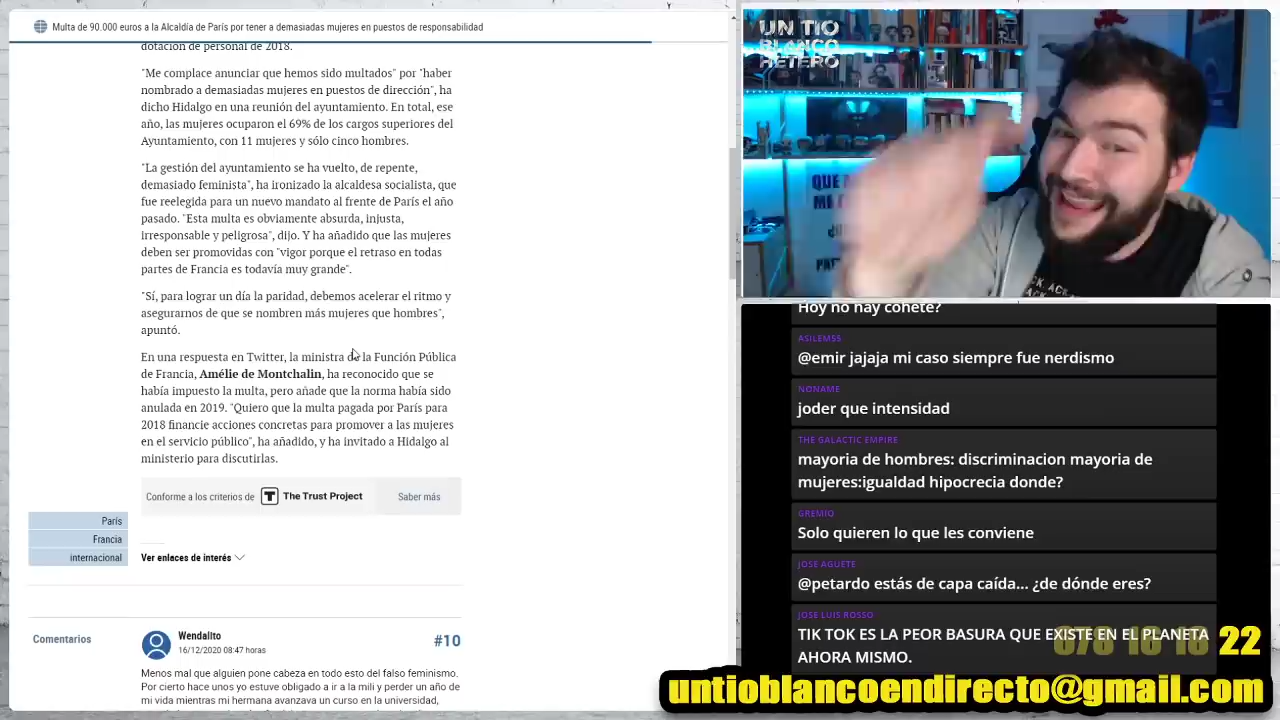 Multa de 90.000 euros a la Alcaldía de París por tener a demasiadas mujeres en puestos de responsabilidad
dotación de personal de 2018.
"Me complace anunciar que hemos sido multados" por "haber
nombrado a demasiadas mujeres en puestos de dirección", ha
dicho Hidalgo en una reunión del ayuntamiento. En total, ese
año, las mujeres ocuparon el 69% de los cargos superiores del
Ayuntamiento, con 11 mujeres y sólo cinco hombres.
"La gestión del ayuntamiento se ha vuelto, de repente,
demasiado feminista", ha ironizado la alcaldesa socialista, que
fue reelegida para un nuevo mandato al frente de París el año
pasado. "Esta multa es obviamente absurda, injusta,
irresponsable y peligrosa", dijo. Y ha añadido que las mujeres
deben ser promovidas con "vigor porque el retraso en todas
partes de Francia es todavía muy grande".
"Sí, para lograr un día la paridad, debemos acelerar el ritmo y
asegurarnos de que se nombren más mujeres que hombres",
apuntó.
En una respuesta en Twitter, la ministra de la Función Pública
de Francia, Amélie de Montchalin, ha reconocido que se
había impuesto la multa, pero añade que la norma había sido
anulada en 2019. "Quiero que la multa pagada por París para
2018 financie acciones concretas para promover a las mujeres
en el servicio público", ha añadido, y ha invitado a Hidalgo al
ministerio para discutirlas.
Conforme a los criterios de
T The Trust Project
Saber más
París
Francia
internacional
Ver enlaces de interés
Comentarios
Wendalito
16/12/2020 08:47 horas
#10
Menos mal que alguien pone cabeza en todo esto del falso feminismo.
Por cierto hace unos yo estuve obligado a ir a la mili y perder un año de
mi vida mientras mi hermana avanzava un curso en la universidad,
UN TIO
BLANCO
HETERO
QUE
Hoy no hay cohete?
ASILEM55
@emir jajaja mi caso siempre fue nerdismo
NONAME
joder que intensidad
THE GALACTIC EMPIRE
mayoria de hombres: discriminacion mayoria de
mujeres:igualdad hipocrecia donde?
GREMIO
Solo quieren lo que les conviene
JOSE AGUETE
@petardo estás de capa caída... ¿de dónde eres?
JOSE LUIS ROSSO
TIK TOK ES LA PEOR BASURA QUE EXISTE EN EL PLANETA
AHORA MISMO.
22
untioblancoendirecto@gmail.com